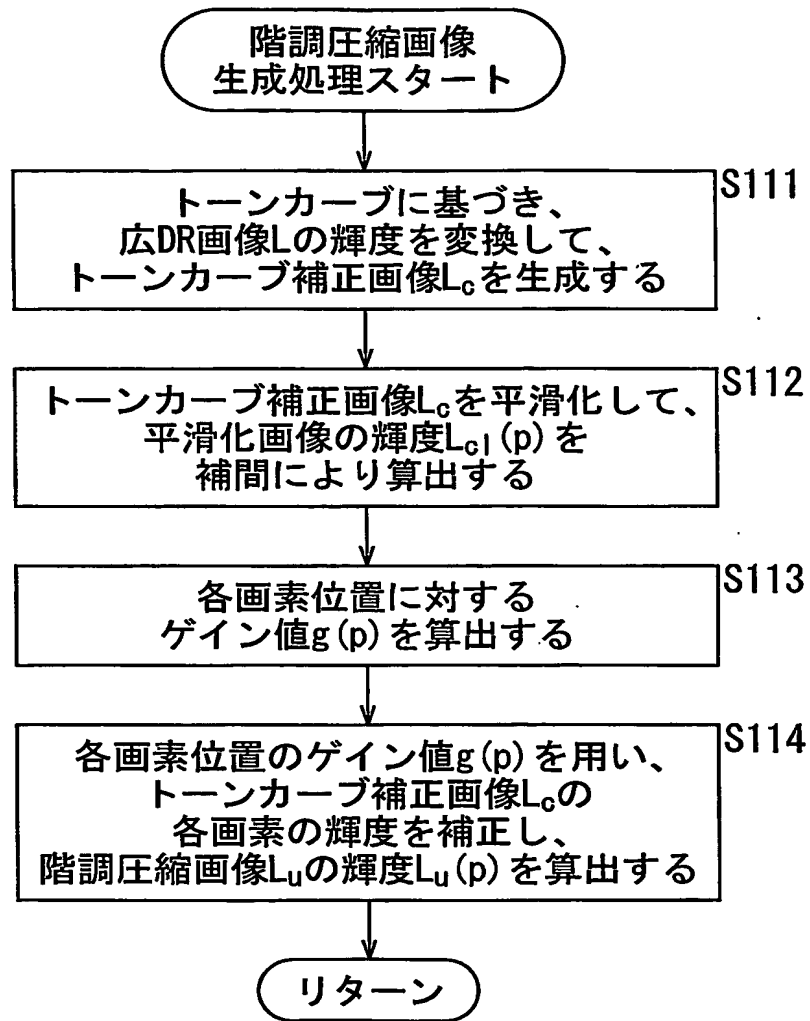 階調圧縮画像
生成処理スタート
S111
トーンカーブに基づき、
広DR画像Lの輝度を変換して、
トーンカーブ補正画像Lcを生成する
S112
トーンカーブ補正画像Lcを平滑化して、
平滑化画像の輝度Lcl(p)を
補間により算出する
S113
各画素位置に対する
ゲイン値g(p)を算出する
S114
各画素位置のゲイン値g(p)を用い、
トーンカーブ補正画像Lcの
各画素の輝度を補正し、
階調圧縮画像Luの輝度Lu(p)を算出する
リターン